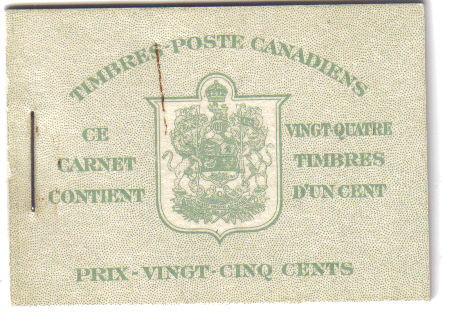 TIMBRES-POSTE CANADIENS
CE
CARNET
CONTIENT
VINGT-QUATRE
TIMBRES
D'UN CENT
PRIX-VINGT-CINQ CENTS